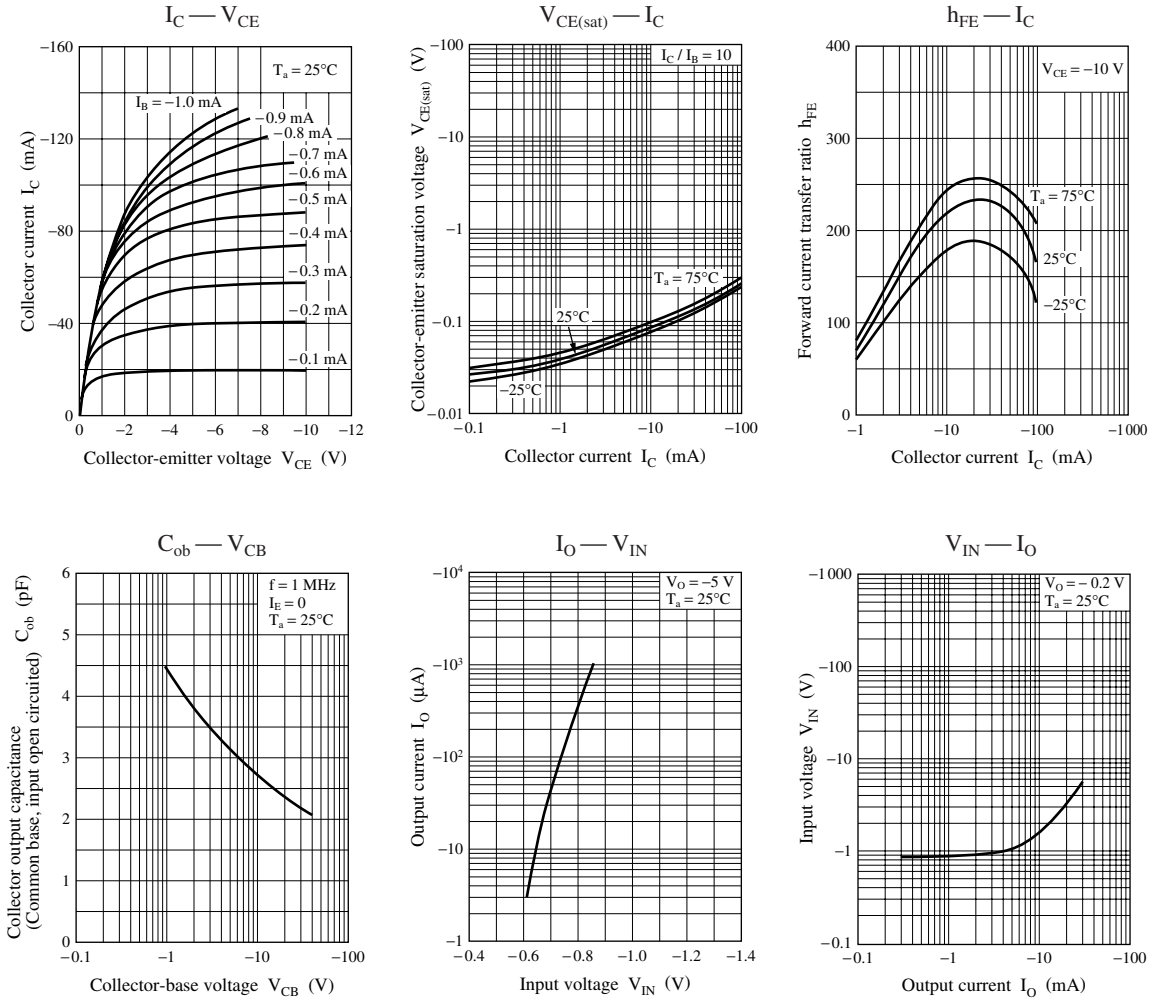 I_C — V_CE
−160
−120
−80
−40
0
0
−2
−4
−6
−8
−10
−12
T_a = 25°C
I_B = −1.0 mA
−0.9 mA
−0.8 mA
−0.7 mA
−0.6 mA
−0.5 mA
−0.4 mA
−0.3 mA
−0.2 mA
−0.1 mA
Collector current I_C (mA)
Collector-emitter voltage V_CE (V)
V_CE(sat) — I_C
−100
−10
−1
−0.1
−0.01
−0.1
−1
−10
−100
I_C / I_B = 10
T_a = 75°C
25°C
−25°C
Collector-emitter saturation voltage V_CE(sat) (V)
Collector current I_C (mA)
h_FE — I_C
400
300
250
200
150
100
0
−1
−10
−100
−1 000
V_CE = −10 V
T_a = 75°C
25°C
−25°C
Forward current transfer ratio h_FE
Collector current I_C (mA)
C_ob — V_CB
6
5
4
3
2
1
0
−0.1
−1
−10
−100
f = 1 MHz
I_E = 0
T_a = 25°C
Collector output capacitance
(Common base, input open circuited) C_ob (pF)
Collector-base voltage V_CB (V)
I_O — V_IN
−10⁴
−10³
−10²
−10
−1
−0.4
−0.6
−0.8
−1.0
−1.2
−1.4
V_O = −5 V
T_a = 25°C
Output current I_O (µA)
Input voltage V_IN (V)
V_IN — I_O
−1 000
−100
−10
−1
−0.1
−0.1
−1
−10
−100
V_O = − 0.2 V
T_a = 25°C
Input voltage V_IN (V)
Output current I_O (mA)